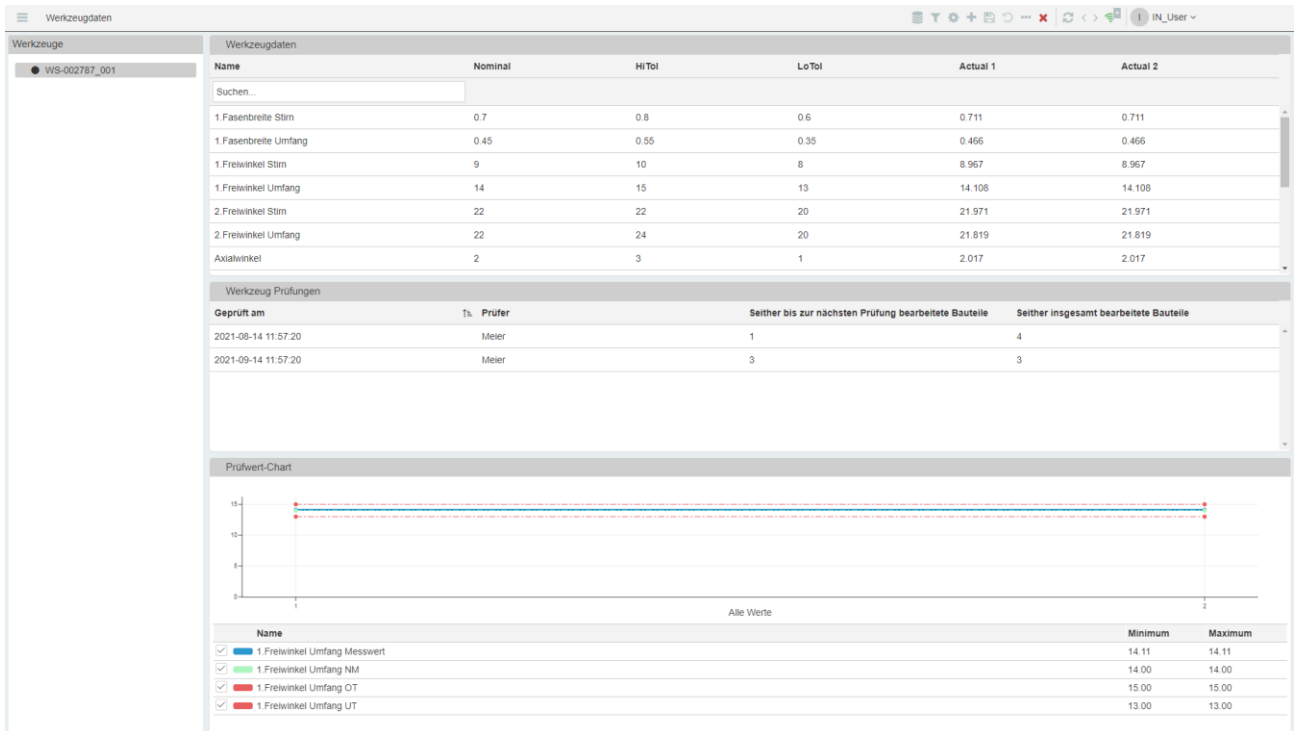 Werkzeugdaten I IN_User
Werkzeuge
WS-002787_001
Werkzeugdaten
Name Nominal HiTol LoTol Actual 1 Actual 2
Suchen...
1.Fasenbreite Stirn 0.7 0.8 0.6 0.711 0.711
1.Fasenbreite Umfang 0.45 0.55 0.35 0.466 0.466
1.Freiwinkel Stirn 9 10 8 8.967 8.967
1.Freiwinkel Umfang 14 15 13 14.108 14.108
2.Freiwinkel Stirn 22 22 20 21.971 21.971
2.Freiwinkel Umfang 22 24 20 21.819 21.819
Axialwinkel 2 3 1 2.017 2.017
Werkzeug Prüfungen
Geprüft am Prüfer Seither bis zur nächsten Prüfung bearbeitete Bauteile Seither insgesamt bearbeitete Bauteile
2021-08-14 11:57:20 Meier 1 4
2021-09-14 11:57:20 Meier 3 3
Prüfwert-Chart
15
10
5
0
1 2
Alle Werte
Name Minimum Maximum
1.Freiwinkel Umfang Messwert 14.11 14.11
1.Freiwinkel Umfang NM 14.00 14.00
1.Freiwinkel Umfang OT 15.00 15.00
1.Freiwinkel Umfang UT 13.00 13.00